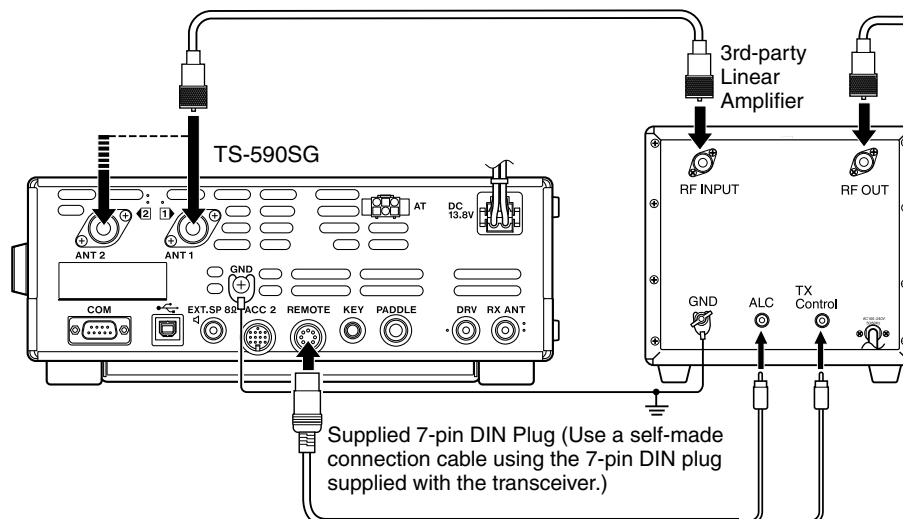 3rd-party
Linear
Amplifier
TS-590SG
RF INPUT
RF OUT
AT
DC
13.8V
2
1
ANT 2
ANT 1
GND
COM
EXT.SP 8Ω
ACC 2
REMOTE
KEY
PADDLE
DRV
RX ANT
GND
ALC
TX
Control
Supplied 7-pin DIN Plug (Use a self-made
connection cable using the 7-pin DIN plug
supplied with the transceiver.)